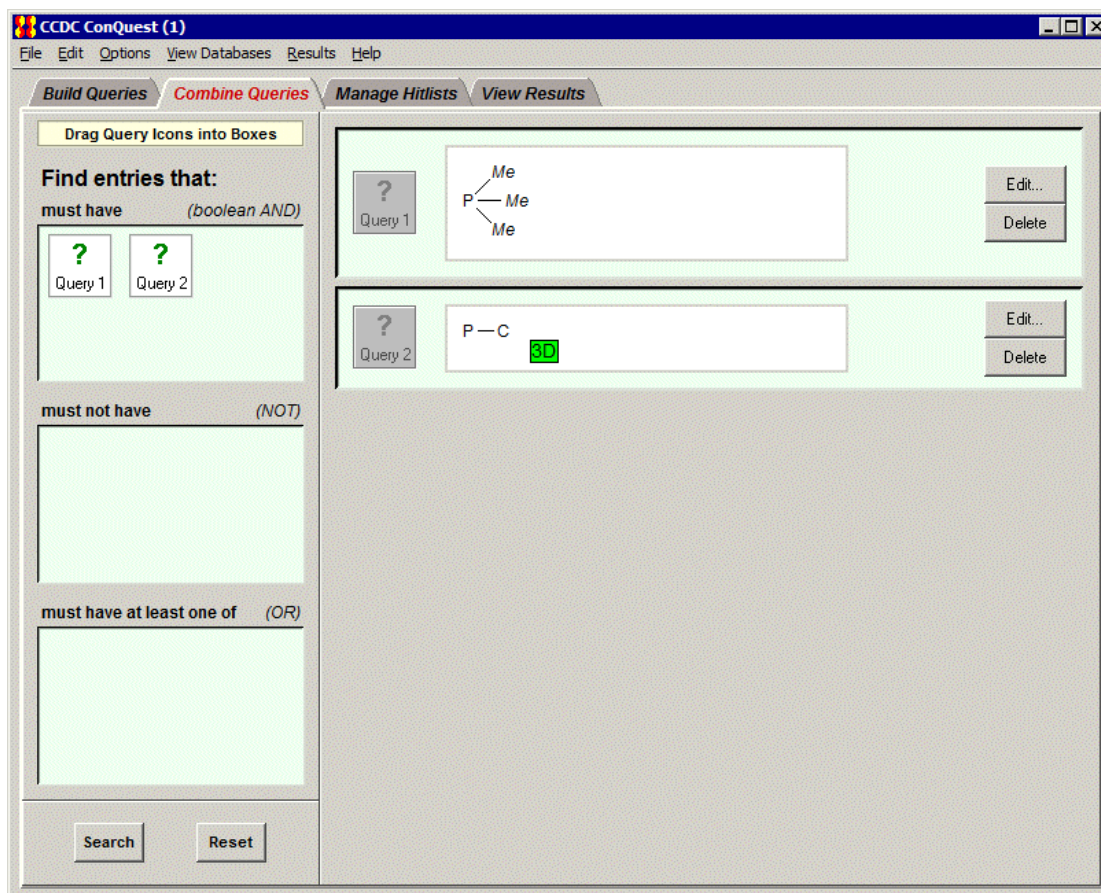 CCDC ConQuest (1)
File Edit Options View Databases Results Help
Build Queries Combine Queries Manage Hitlists View Results
Drag Query Icons into Boxes
Find entries that:
must have (boolean AND)
? ?
Query 1 Query 2
must not have (NOT)
must have at least one of (OR)
Search Reset
?
Query 1
Me
P Me
Me
Edit...
Delete
?
Query 2
P C
3D
Edit...
Delete